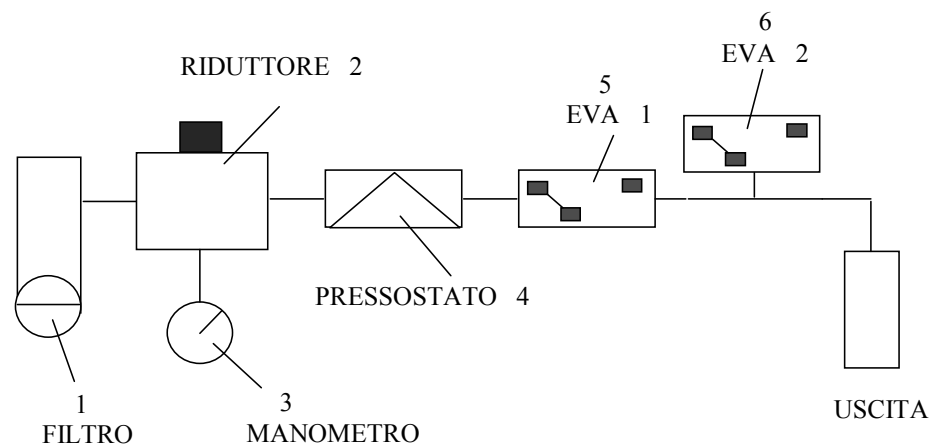 6
EVA 2
RIDUTTORE 2
5
EVA 1
PRESSOSTATO 4
1
FILTRO
3
MANOMETRO
USCITA